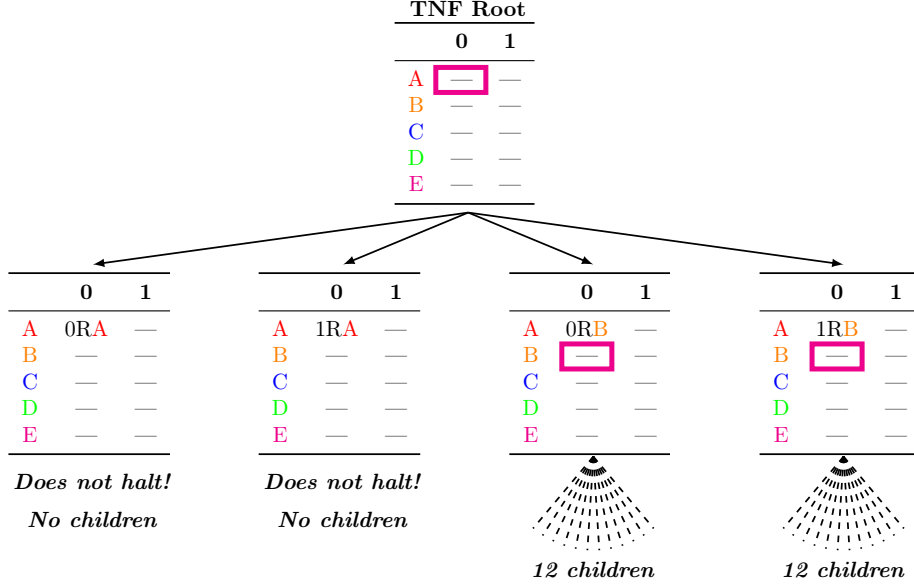 TNF Root
0 1
A — —
B — —
C — —
D — —
E — —
0 1
A 0RA —
B — —
C — —
D — —
E — —
Does not halt!
No children
0 1
A 1RA —
B — —
C — —
D — —
E — —
Does not halt!
No children
0 1
A 0RB —
B — —
C — —
D — —
E — —
12 children
0 1
A 1RB —
B — —
C — —
D — —
E — —
12 children